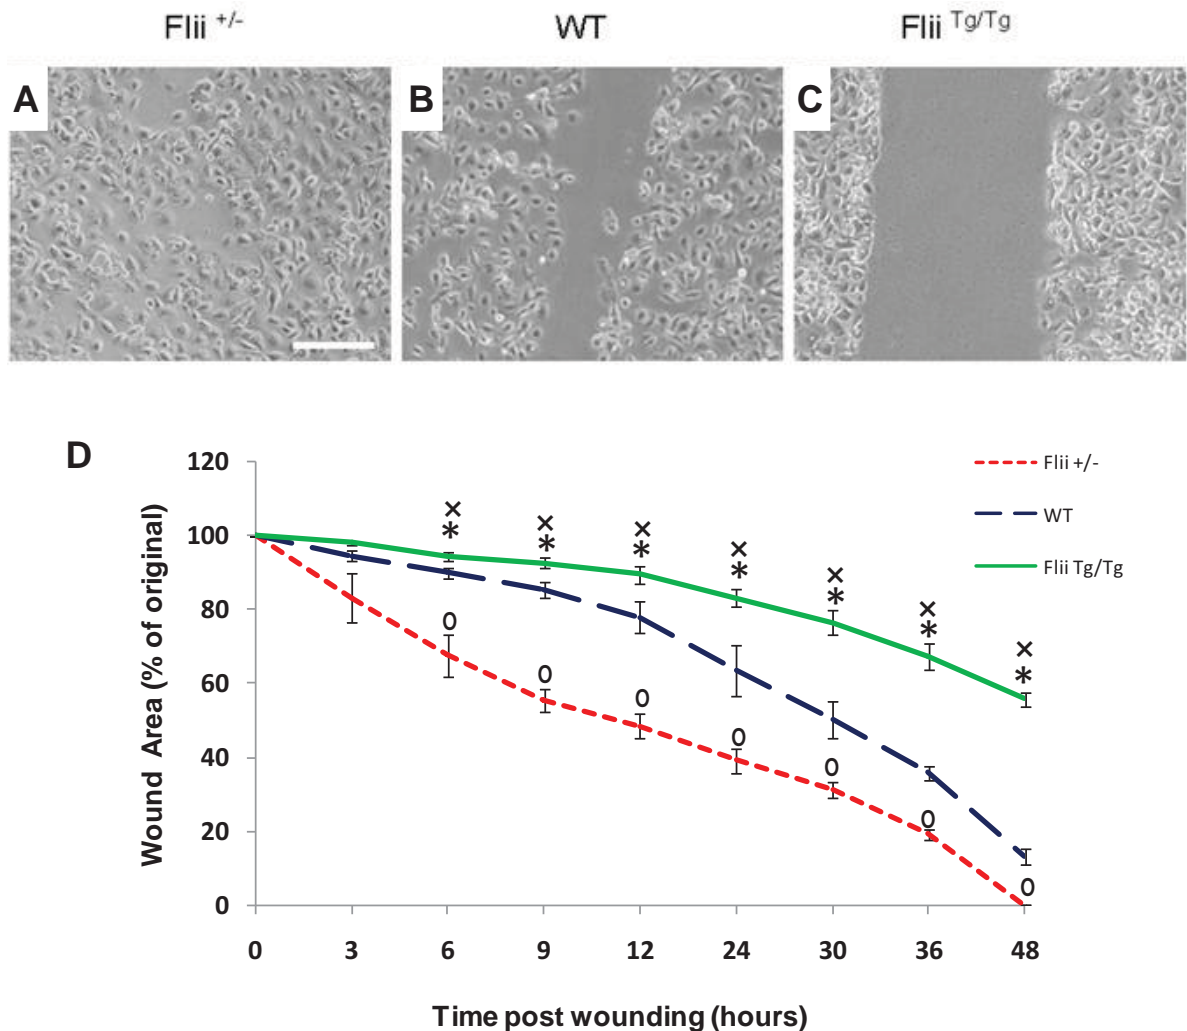 Flii +/-
WT
Flii Tg/Tg
A
B
C
D
Wound Area (% of original)
120
100
80
60
40
20
0
× × × × × × ×
* * * * * * *
o o o o o o o o
Flii +/-
WT
Flii Tg/Tg
0 3 6 9 12 24 30 36 48
Time post wounding (hours)